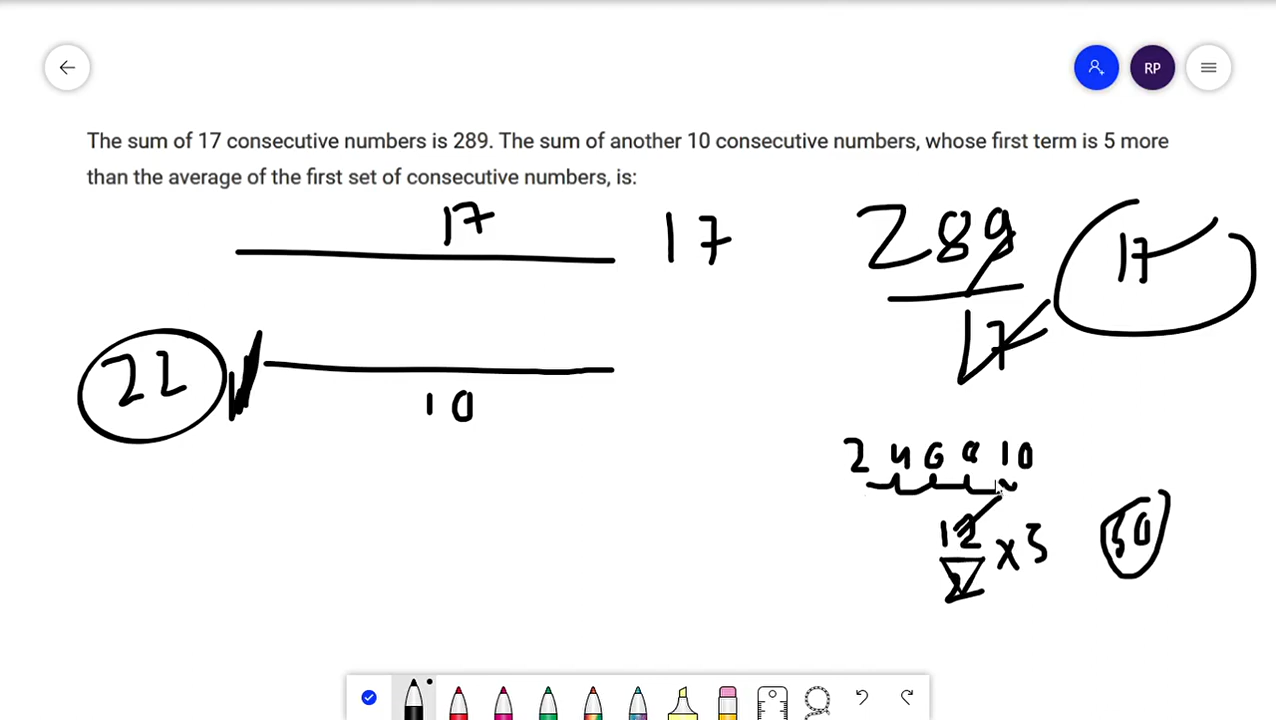 RP
The sum of 17 consecutive numbers is 289. The sum of another 10 consecutive numbers, whose first term is 5 more
than the average of the first set of consecutive numbers, is:
17
17
289
17
17
22
10
2 4 6 8 10
12
2
× 5
30